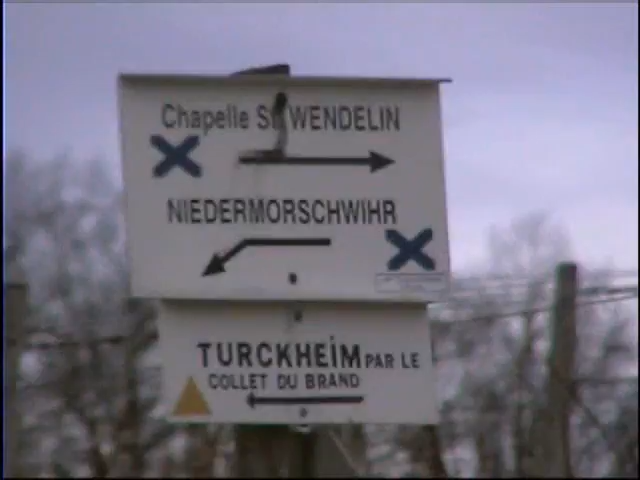 Chapelle St WENDELIN
NIEDERMORSCHWIHR
TURCKHEIM PAR LE
COLLET DU BRAND